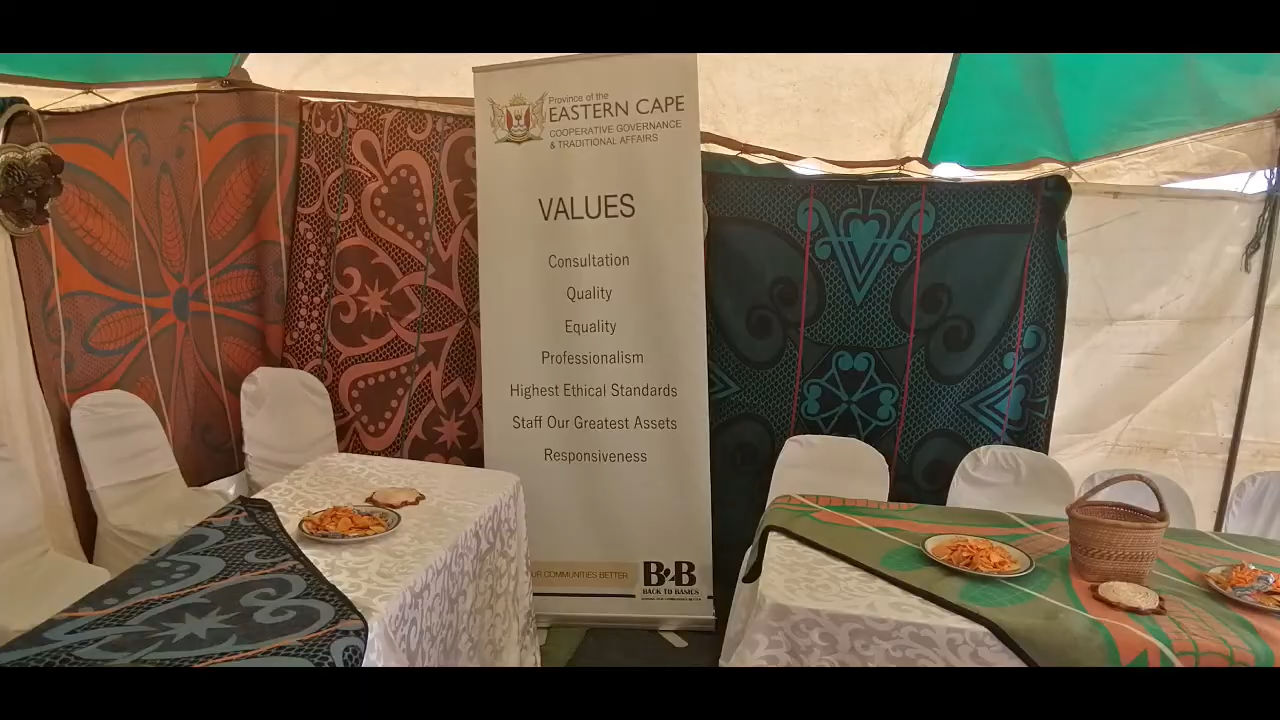 Province of the
EASTERN CAPE
COOPERATIVE GOVERNANCE
& TRADITIONAL AFFAIRS
VALUES
Consultation
Quality
Equality
Professionalism
Highest Ethical Standards
Staff Our Greatest Assets
Responsiveness
COMMUNITIES BETTER
B2B
BACK TO BASICS